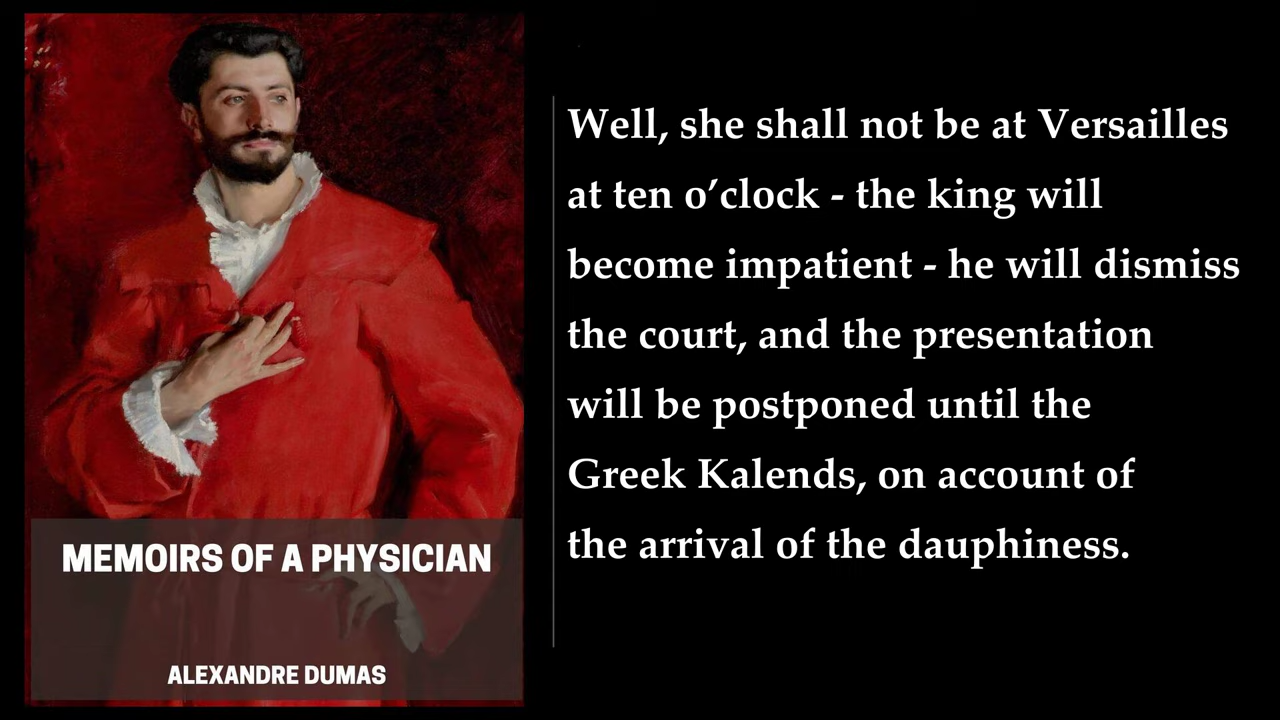 MEMOIRS OF A PHYSICIAN
ALEXANDRE DUMAS
Well, she shall not be at Versailles
at ten o’clock - the king will
become impatient - he will dismiss
the court, and the presentation
will be postponed until the
Greek Kalends, on account of
the arrival of the dauphiness.